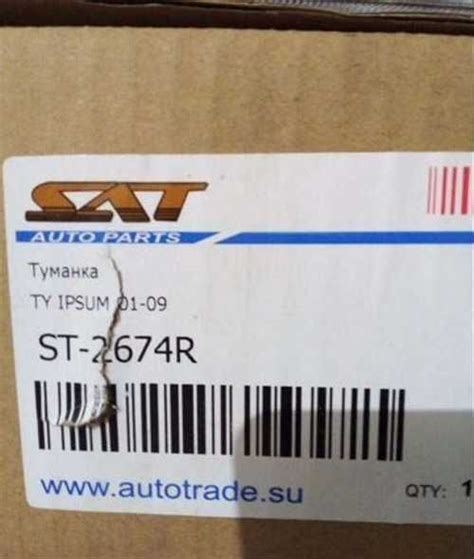 SAT
AUTO PARTS
Туманка
TY IPSUM 01-09
ST-2674R
www.autotrade.su
QTY: 1